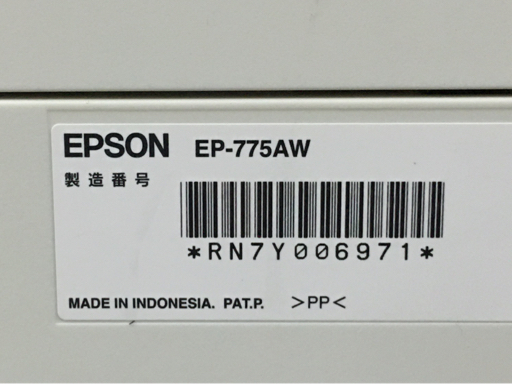 EPSON EP-775AW
製造番号
*RN7Y006971*
MADE IN INDONESIA. PAT.P. >PP<